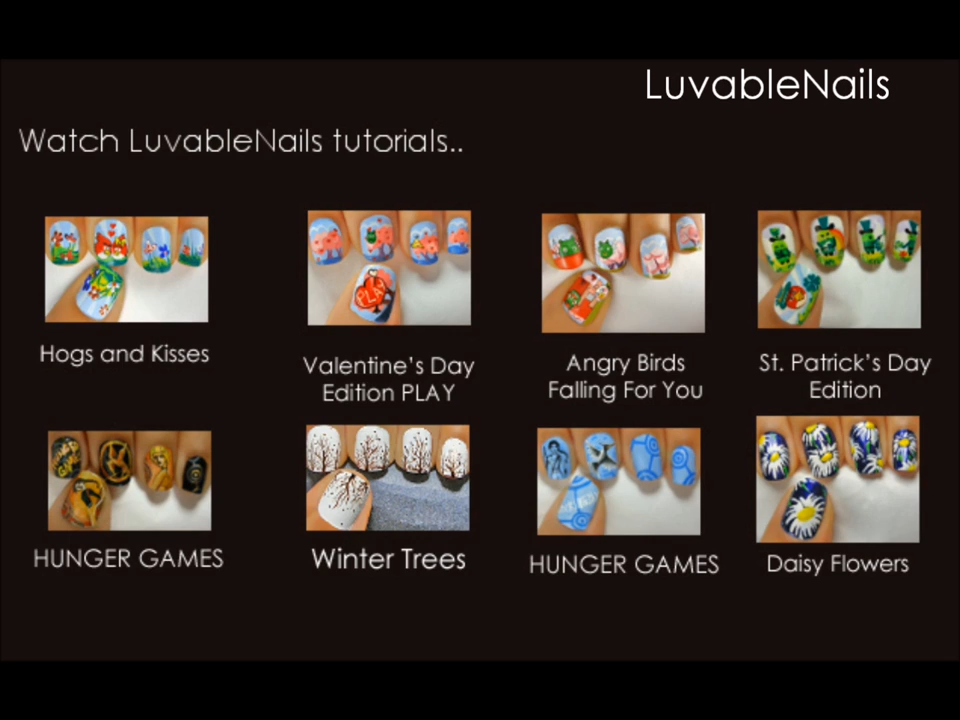 LuvableNails
Watch LuvableNails tutorials..
Hogs and Kisses
Valentine's Day
Edition PLAY
Angry Birds
Falling For You
St. Patrick's Day
Edition
PLAY
HUNGER GAMES
Winter Trees
HUNGER GAMES
Daisy Flowers